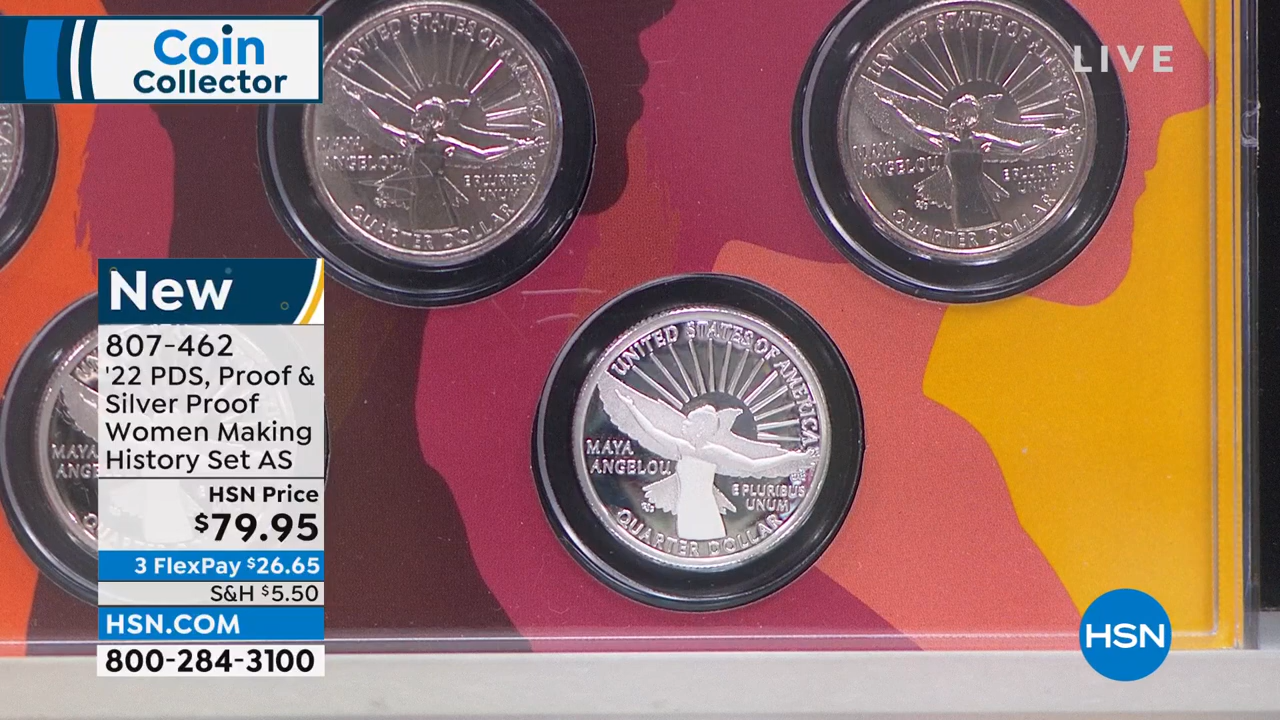 Coin
Collector
LIVE
UNITED STATES OF AMERICA
MAYA
ANGELOU
E PLURIBUS
UNUM
QUARTER DOLLAR
UNITED STATES OF AMERICA
MAYA
ANGELOU
E PLURIBUS
UNUM
QUARTER DOLLAR
New
807-462
'22 PDS, Proof &
Silver Proof
Women Making
History Set AS
HSN Price
$79.95
3 FlexPay $26.65
S&H $5.50
HSN.COM
800-284-3100
MAYA
UNITED STATES OF AMERICA
MAYA
ANGELOU
E PLURIBUS
UNUM
QUARTER DOLLAR
HSN